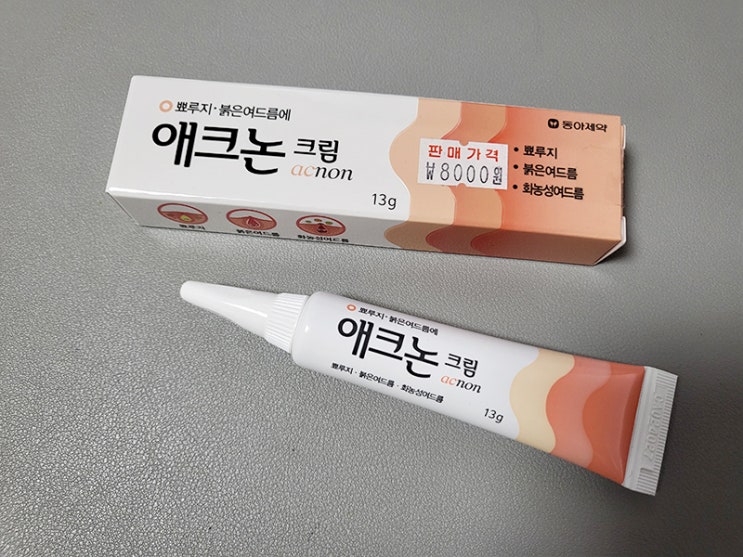 뾰루지·붉은여드름에
애크논 크림
acnon
13g
동아제약
판매가격
₩8000원
• 뾰루지
• 붉은여드름
• 화농성여드름
뾰루지
붉은여드름
화농성여드름
뾰루지·붉은여드름에
애크논 크림
acnon
뾰루지·붉은여드름·화농성여드름
13g